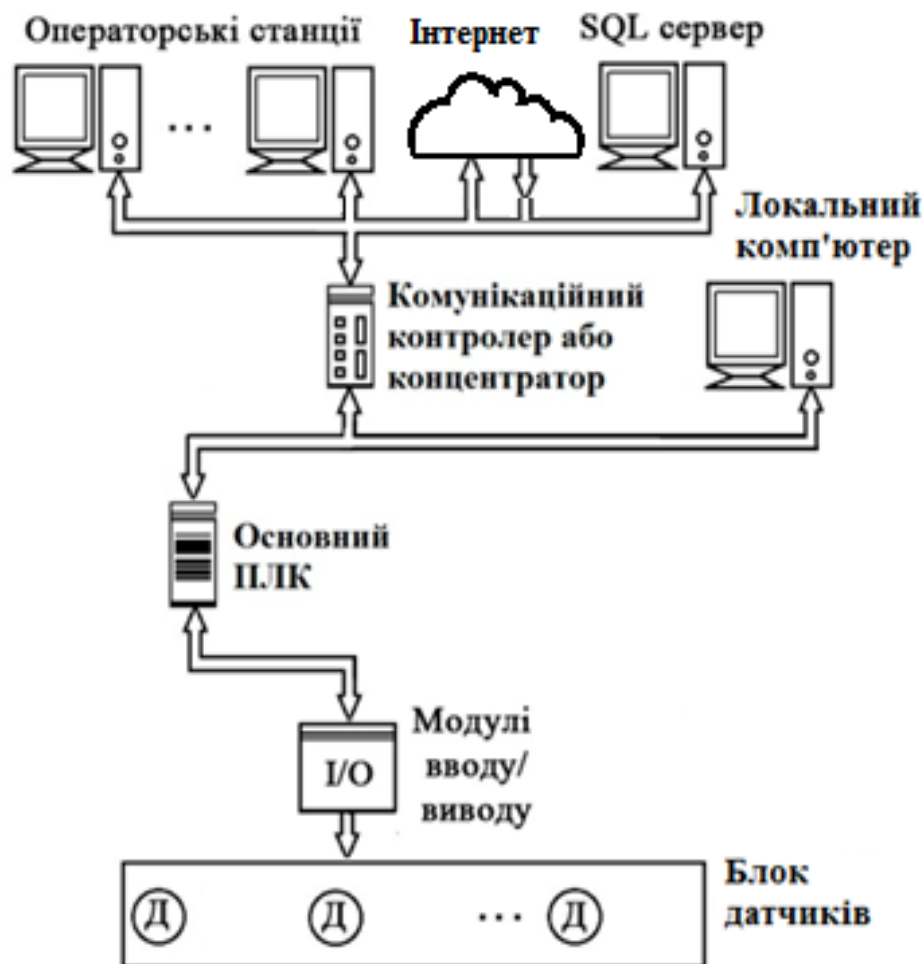 Операторські станції
Інтернет
SQL сервер
...
Локальний
комп'ютер
Комунікаційний
контролер або
концентратор
Основний
ПЛК
Модулі
вводу/
виводу
I/O
Блок
датчиків
Д Д ... Д